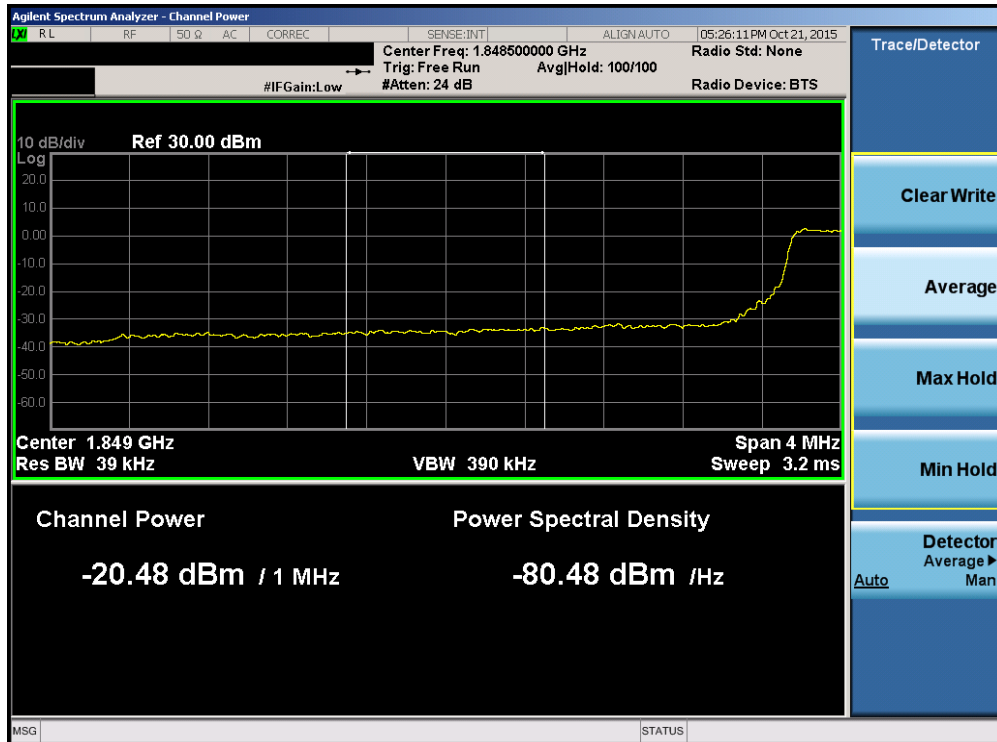 Agilent Spectrum Analyzer - Channel Power
LXI RL RF 50 Ω AC CORREC SENSE:INT ALIGN AUTO 05:26:11 PM Oct 21, 2015
Center Freq: 1.848500000 GHz Radio Std: None
Trig: Free Run Avg|Hold: 100/100
#IFGain:Low #Atten: 24 dB Radio Device: BTS
10 dB/div Ref 30.00 dBm
Log
20.0
10.0
0.00
-10.0
-20.0
-30.0
-40.0
-50.0
-60.0
Center 1.849 GHz Span 4 MHz
Res BW 39 kHz VBW 390 kHz Sweep 3.2 ms
Channel Power Power Spectral Density
-20.48 dBm / 1 MHz -80.48 dBm /Hz
Trace/Detector
Clear Write
Average
Max Hold
Min Hold
Detector
Average
Auto Man
MSG STATUS